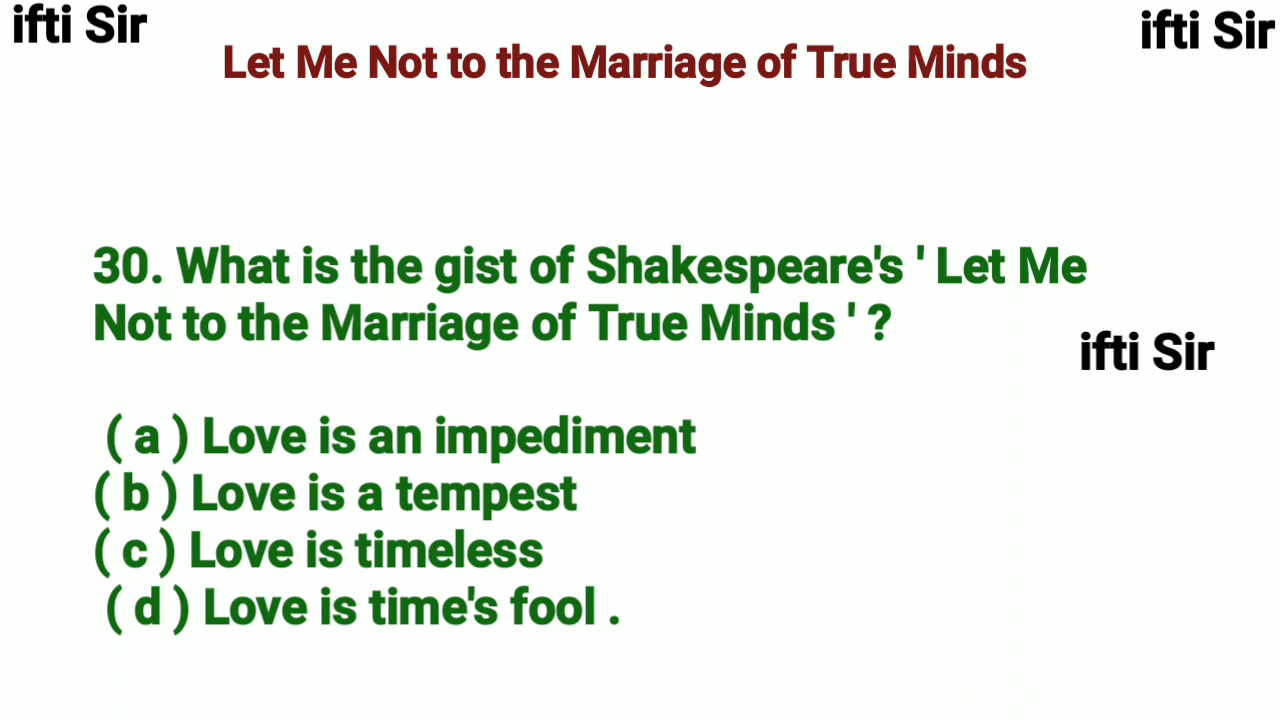 ifti Sir
ifti Sir
Let Me Not to the Marriage of True Minds
30. What is the gist of Shakespeare's ' Let Me
Not to the Marriage of True Minds ' ?
ifti Sir
( a ) Love is an impediment
( b ) Love is a tempest
( c ) Love is timeless
( d ) Love is time's fool .